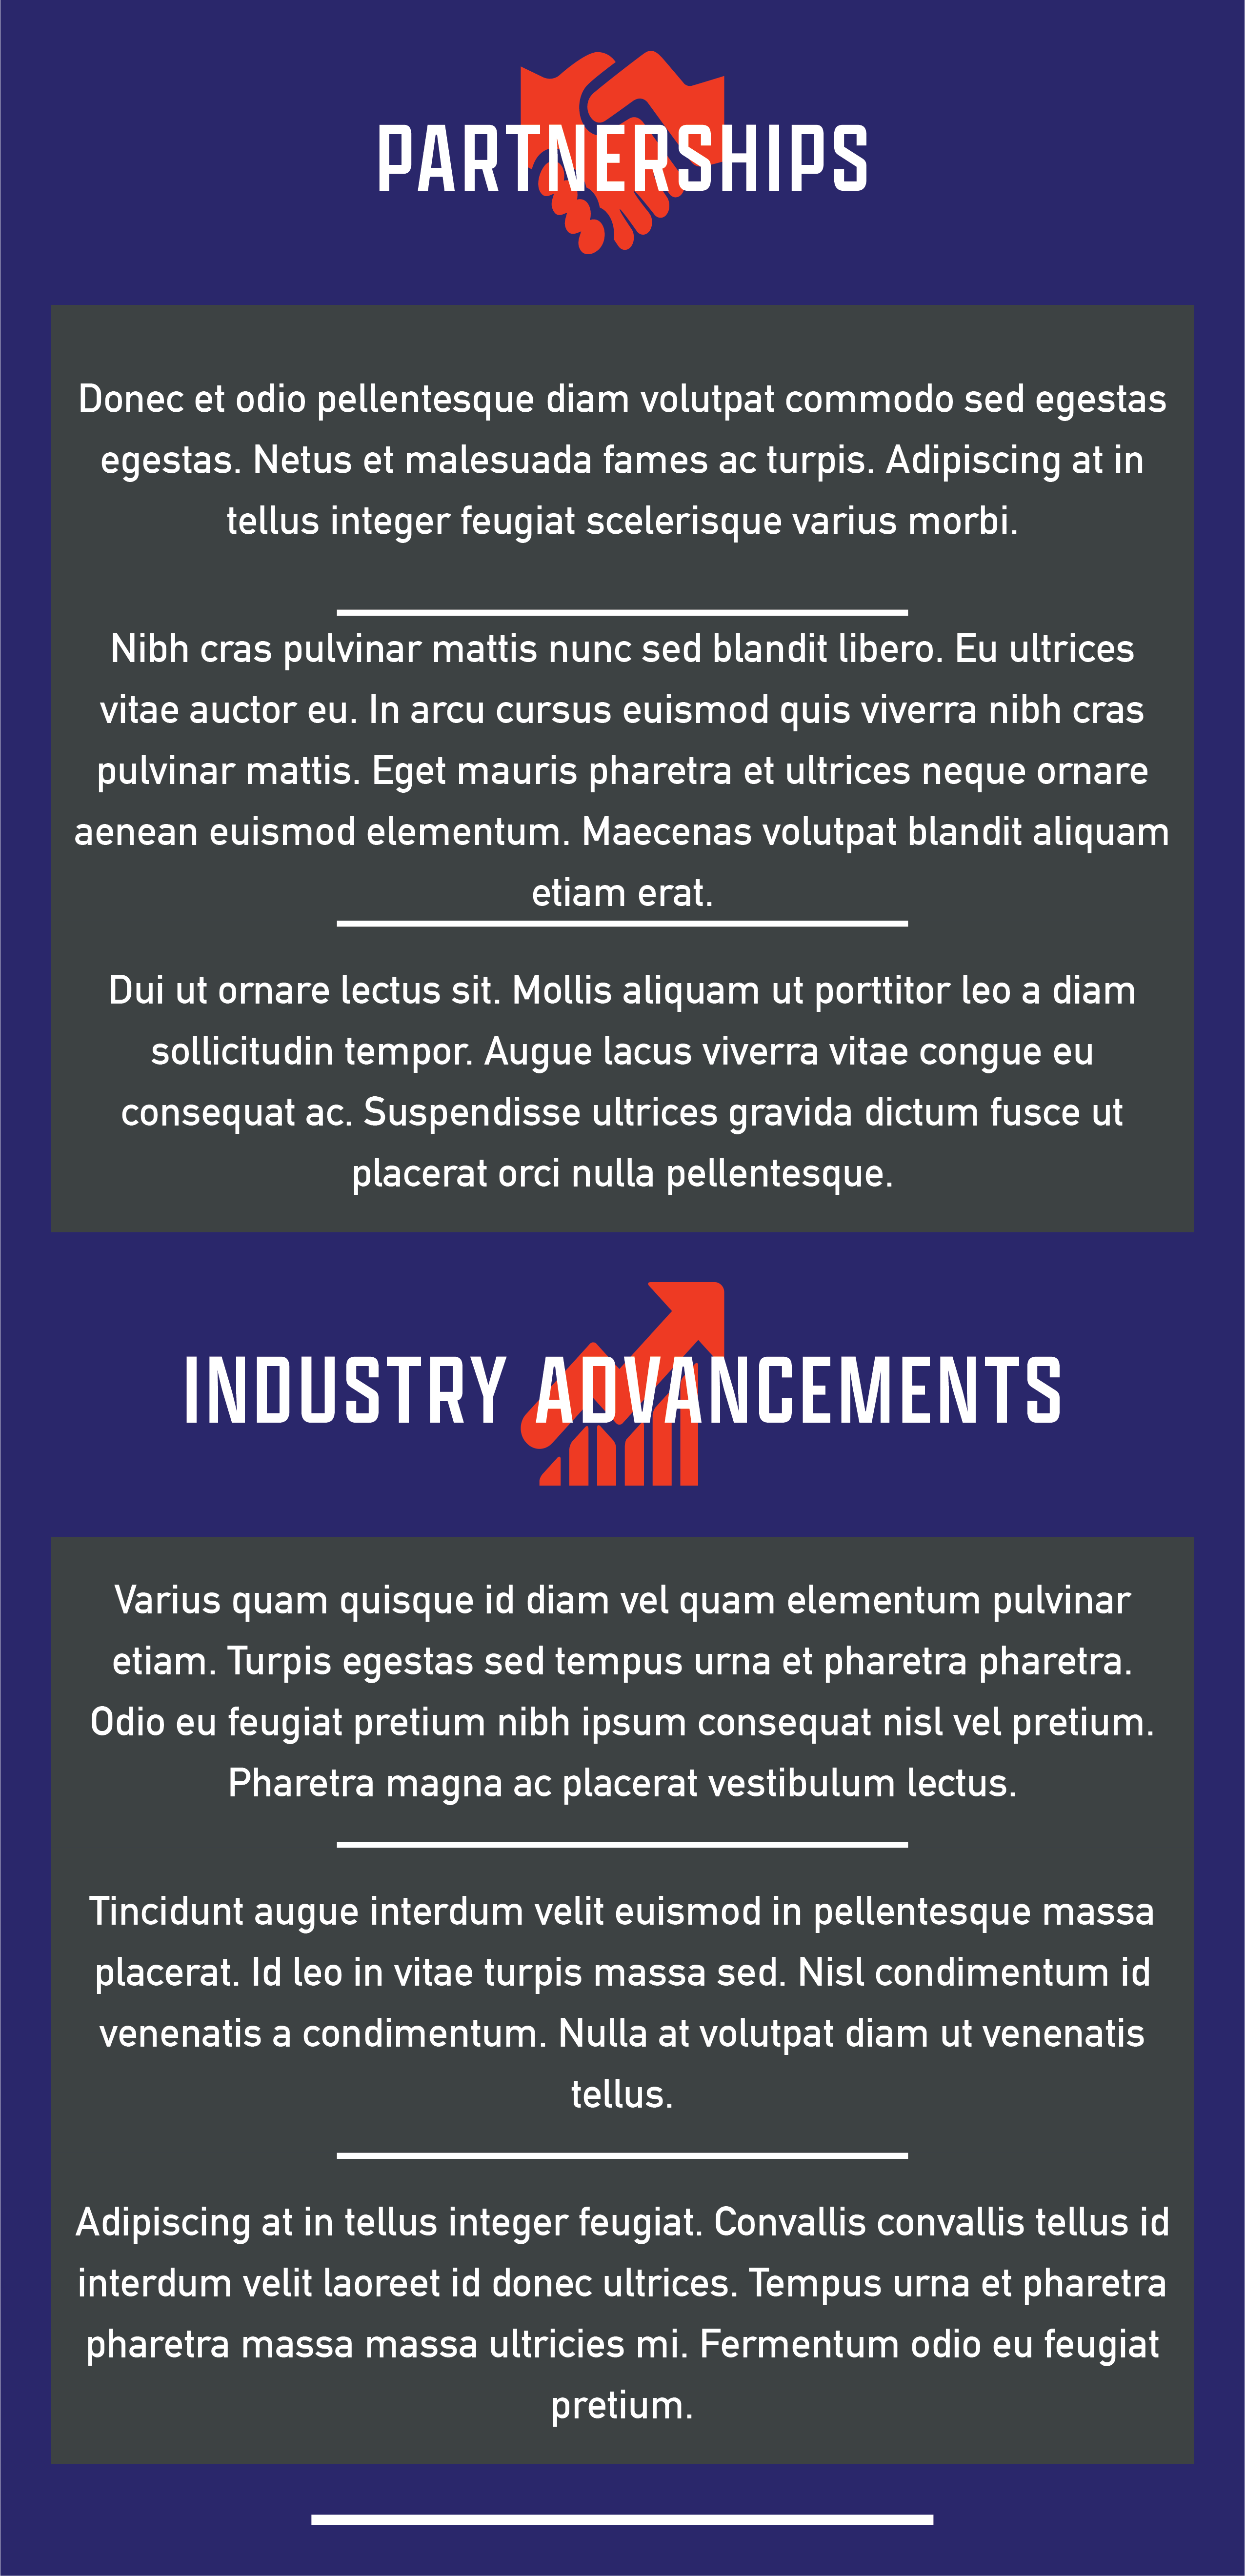 PARTNERSHIPS
Donec et odio pellentesque diam volutpat commodo sed egestas
egestas. Netus et malesuada fames ac turpis. Adipiscing at in
tellus integer feugiat scelerisque varius morbi.
Nibh cras pulvinar mattis nunc sed blandit libero. Eu ultrices
vitae auctor eu. In arcu cursus euismod quis viverra nibh cras
pulvinar mattis. Eget mauris pharetra et ultrices neque ornare
aenean euismod elementum. Maecenas volutpat blandit aliquam
etiam erat.
Dui ut ornare lectus sit. Mollis aliquam ut porttitor leo a diam
sollicitudin tempor. Augue lacus viverra vitae congue eu
consequat ac. Suspendisse ultrices gravida dictum fusce ut
placerat orci nulla pellentesque.
INDUSTRY ADVANCEMENTS
Varius quam quisque id diam vel quam elementum pulvinar
etiam. Turpis egestas sed tempus urna et pharetra pharetra.
Odio eu feugiat pretium nibh ipsum consequat nisl vel pretium.
Pharetra magna ac placerat vestibulum lectus.
Tincidunt augue interdum velit euismod in pellentesque massa
placerat. Id leo in vitae turpis massa sed. Nisl condimentum id
venenatis a condimentum. Nulla at volutpat diam ut venenatis
tellus.
Adipiscing at in tellus integer feugiat. Convallis convallis tellus id
interdum velit laoreet id donec ultrices. Tempus urna et pharetra
pharetra massa massa ultricies mi. Fermentum odio eu feugiat
pretium.